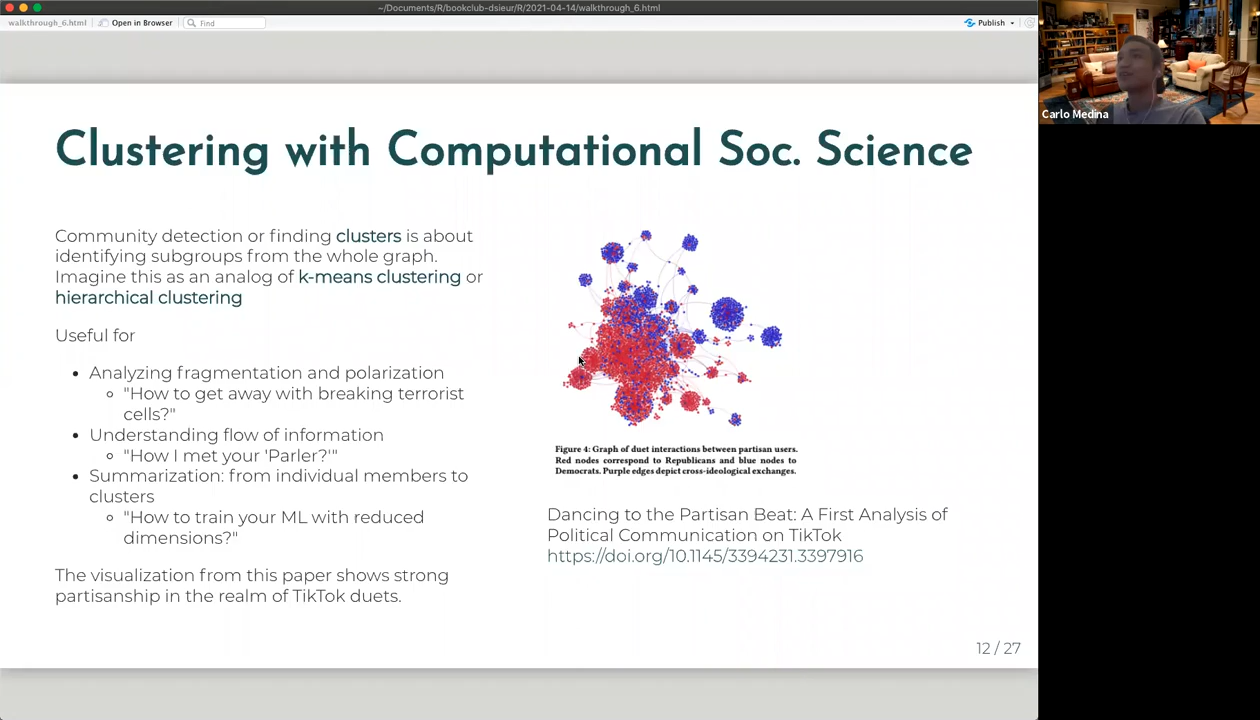 ~/Documents/R/bookclub-dsieur/R/2021-04-14/walkthrough_6.html
walkthrough_6.html
Open in Browser
Find
Publish
Carlo Medina
Clustering with Computational Soc. Science
Community detection or finding clusters is about
identifying subgroups from the whole graph.
Imagine this as an analog of k-means clustering or
hierarchical clustering
Useful for
• Analyzing fragmentation and polarization
◦ "How to get away with breaking terrorist
cells?"
• Understanding flow of information
◦ "How I met your 'Parler?'"
• Summarization: from individual members to
clusters
◦ "How to train your ML with reduced
dimensions?"
The visualization from this paper shows strong
partisanship in the realm of TikTok duets.
Figure 4: Graph of duet interactions between partisan users.
Red nodes correspond to Republicans and blue nodes to
Democrats. Purple edges depict cross-ideological exchanges.
Dancing to the Partisan Beat: A First Analysis of
Political Communication on TikTok
https://doi.org/10.1145/3394231.3397916
12 / 27